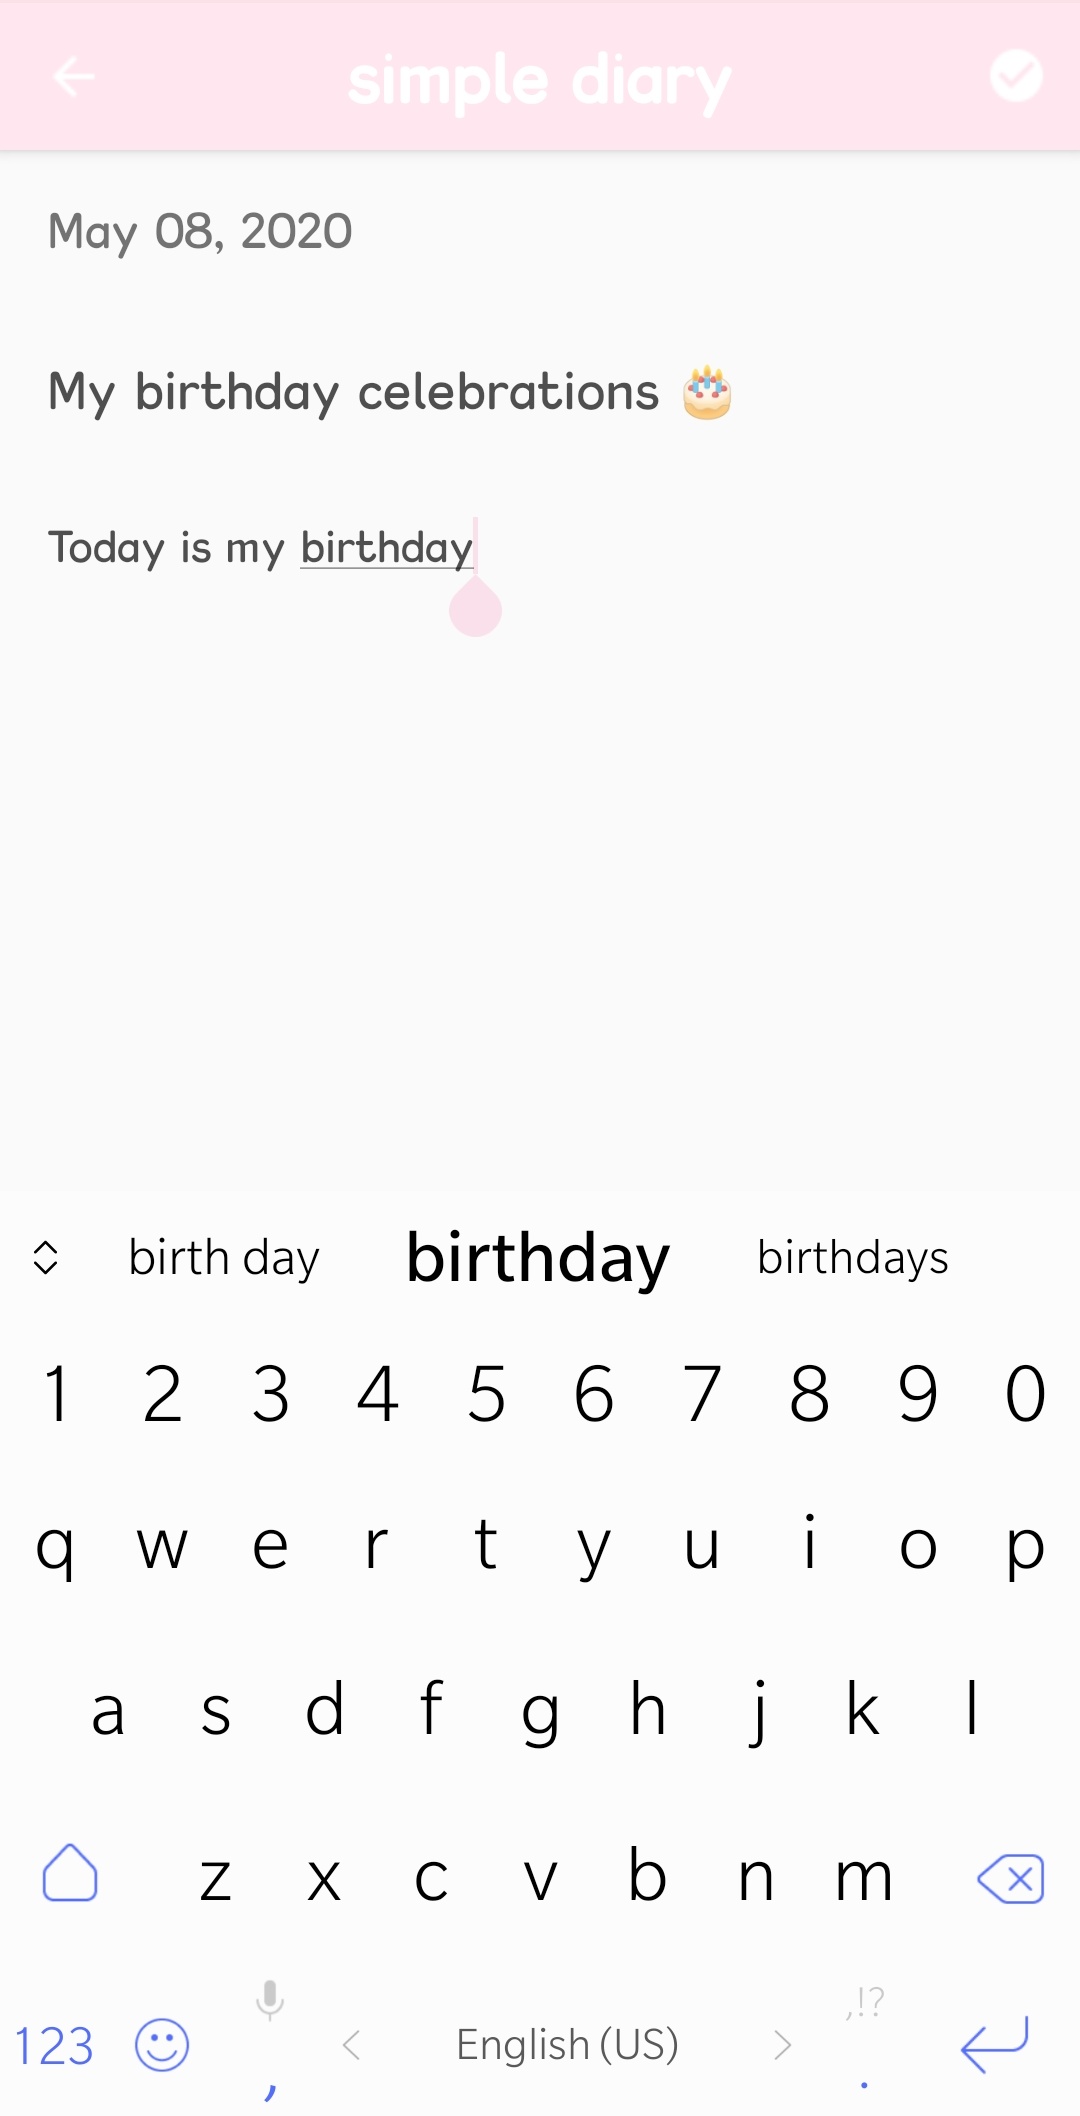 simple diary
May 08, 2020
My birthday celebrations 🎂
Today is my birthday
birth day birthday birthdays
1 2 3 4 5 6 7 8 9 0
q w e r t y u i o p
a s d f g h j k l
z x c v b n m
,!?
123 , English (US) .